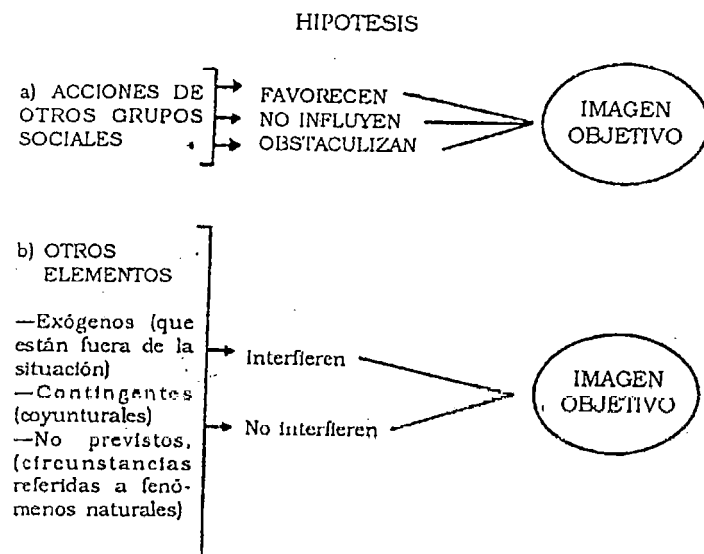 HIPOTESIS
a) ACCIONES DE
OTROS GRUPOS
SOCIALES
FAVORECEN
NO INFLUYEN
OBSTACULIZAN
IMAGEN
OBJETIVO
b) OTROS
ELEMENTOS
—Exógenos (que
están fuera de la
situación)
—Contingentes
(coyunturales)
—No previstos,
(circunstancias
referidas a fenó-
menos naturales)
Interfieren
No interfieren
IMAGEN
OBJETIVO